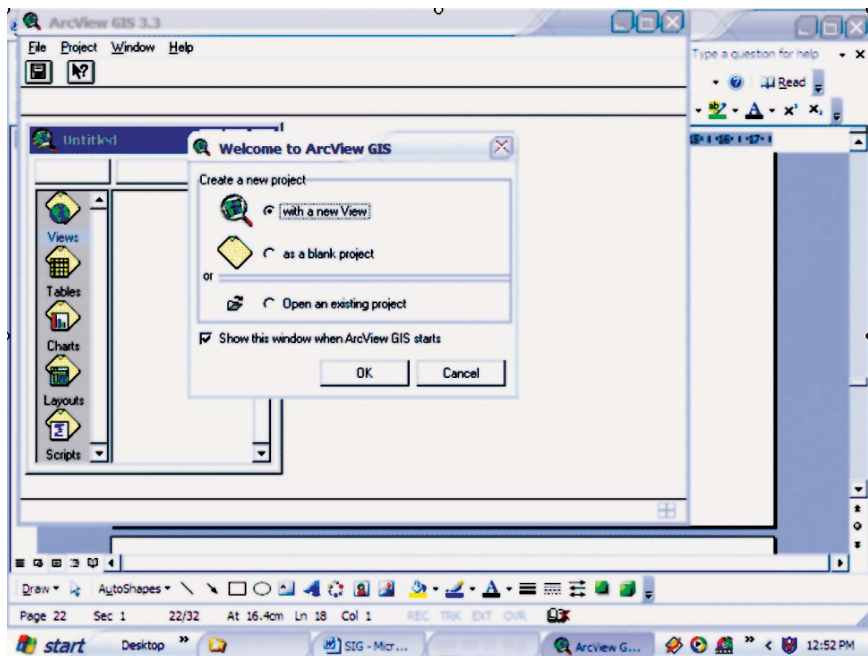 ArcView GIS 3.3
File Project Window Help
Type a question for help
Read
Untitled
Welcome to ArcView GIS
Create a new project
with a new View
as a blank project
or
Open an existing project
Show this window when ArcView GIS starts
OK Cancel
Views
Tables
Charts
Layouts
Scripts
15 16 17
Draw AutoShapes
Page 22 Sec 1 22/32 At 16.4cm Ln 18 Col 1 REC TRK EXT OVR
start Desktop SIG - Micr... ArcView G... 12:52 PM